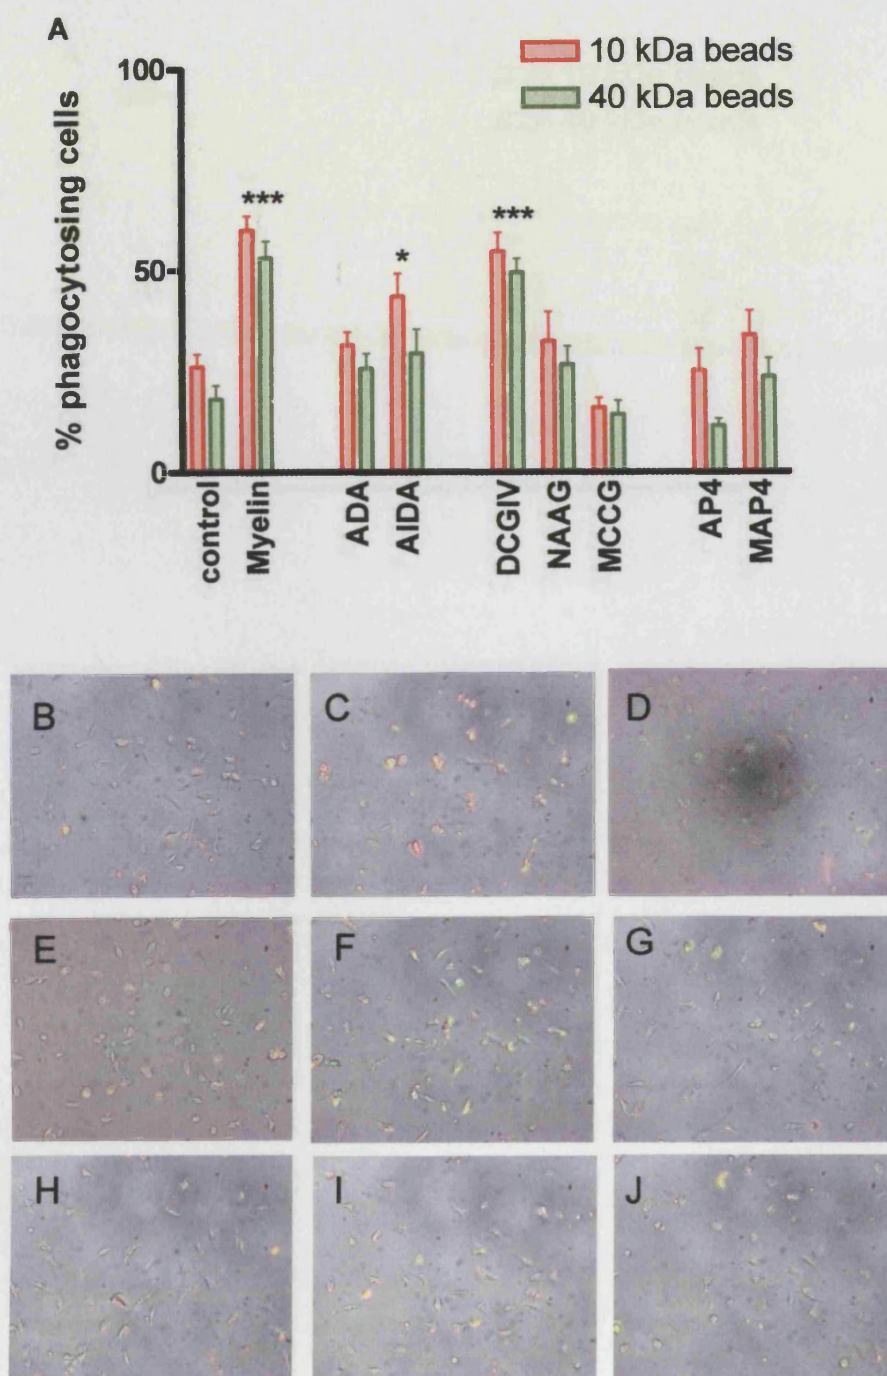 A
10 kDa beads
40 kDa beads
% phagocytosing cells
100
50
0
***
*
***
control
Myelin
ADA
AIDA
DCGIV
NAAG
MCCG
AP4
MAP4
B
C
D
E
F
G
H
I
J